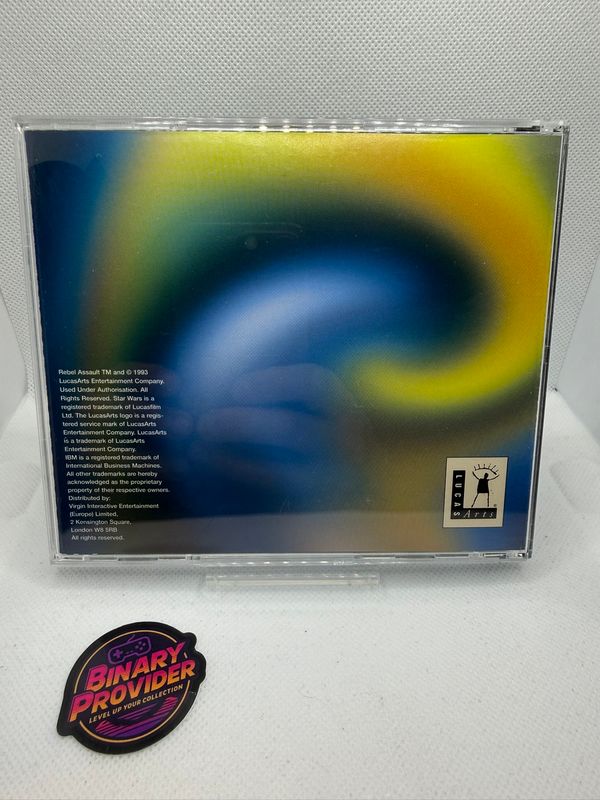 Rebel Assault TM and © 1993
LucasArts Entertainment Company.
Used Under Authorisation. All
Rights Reserved. Star Wars is a
registered trademark of Lucasfilm
Ltd. The LucasArts logo is a regis-
tered service mark of LucasArts
Entertainment Company. LucasArts
is a trademark of LucasArts
Entertainment Company.
IBM is a registered trademark of
International Business Machines.
All other trademarks are hereby
acknowledged as the proprietary
property of their respective owners.
Distributed by:
Virgin Interactive Entertainment
(Europe) Limited,
2 Kensington Square,
London W8 5RB
All rights reserved.
LUCAS
Arts
BINARY
PROVIDER
LEVEL UP YOUR COLLECTION